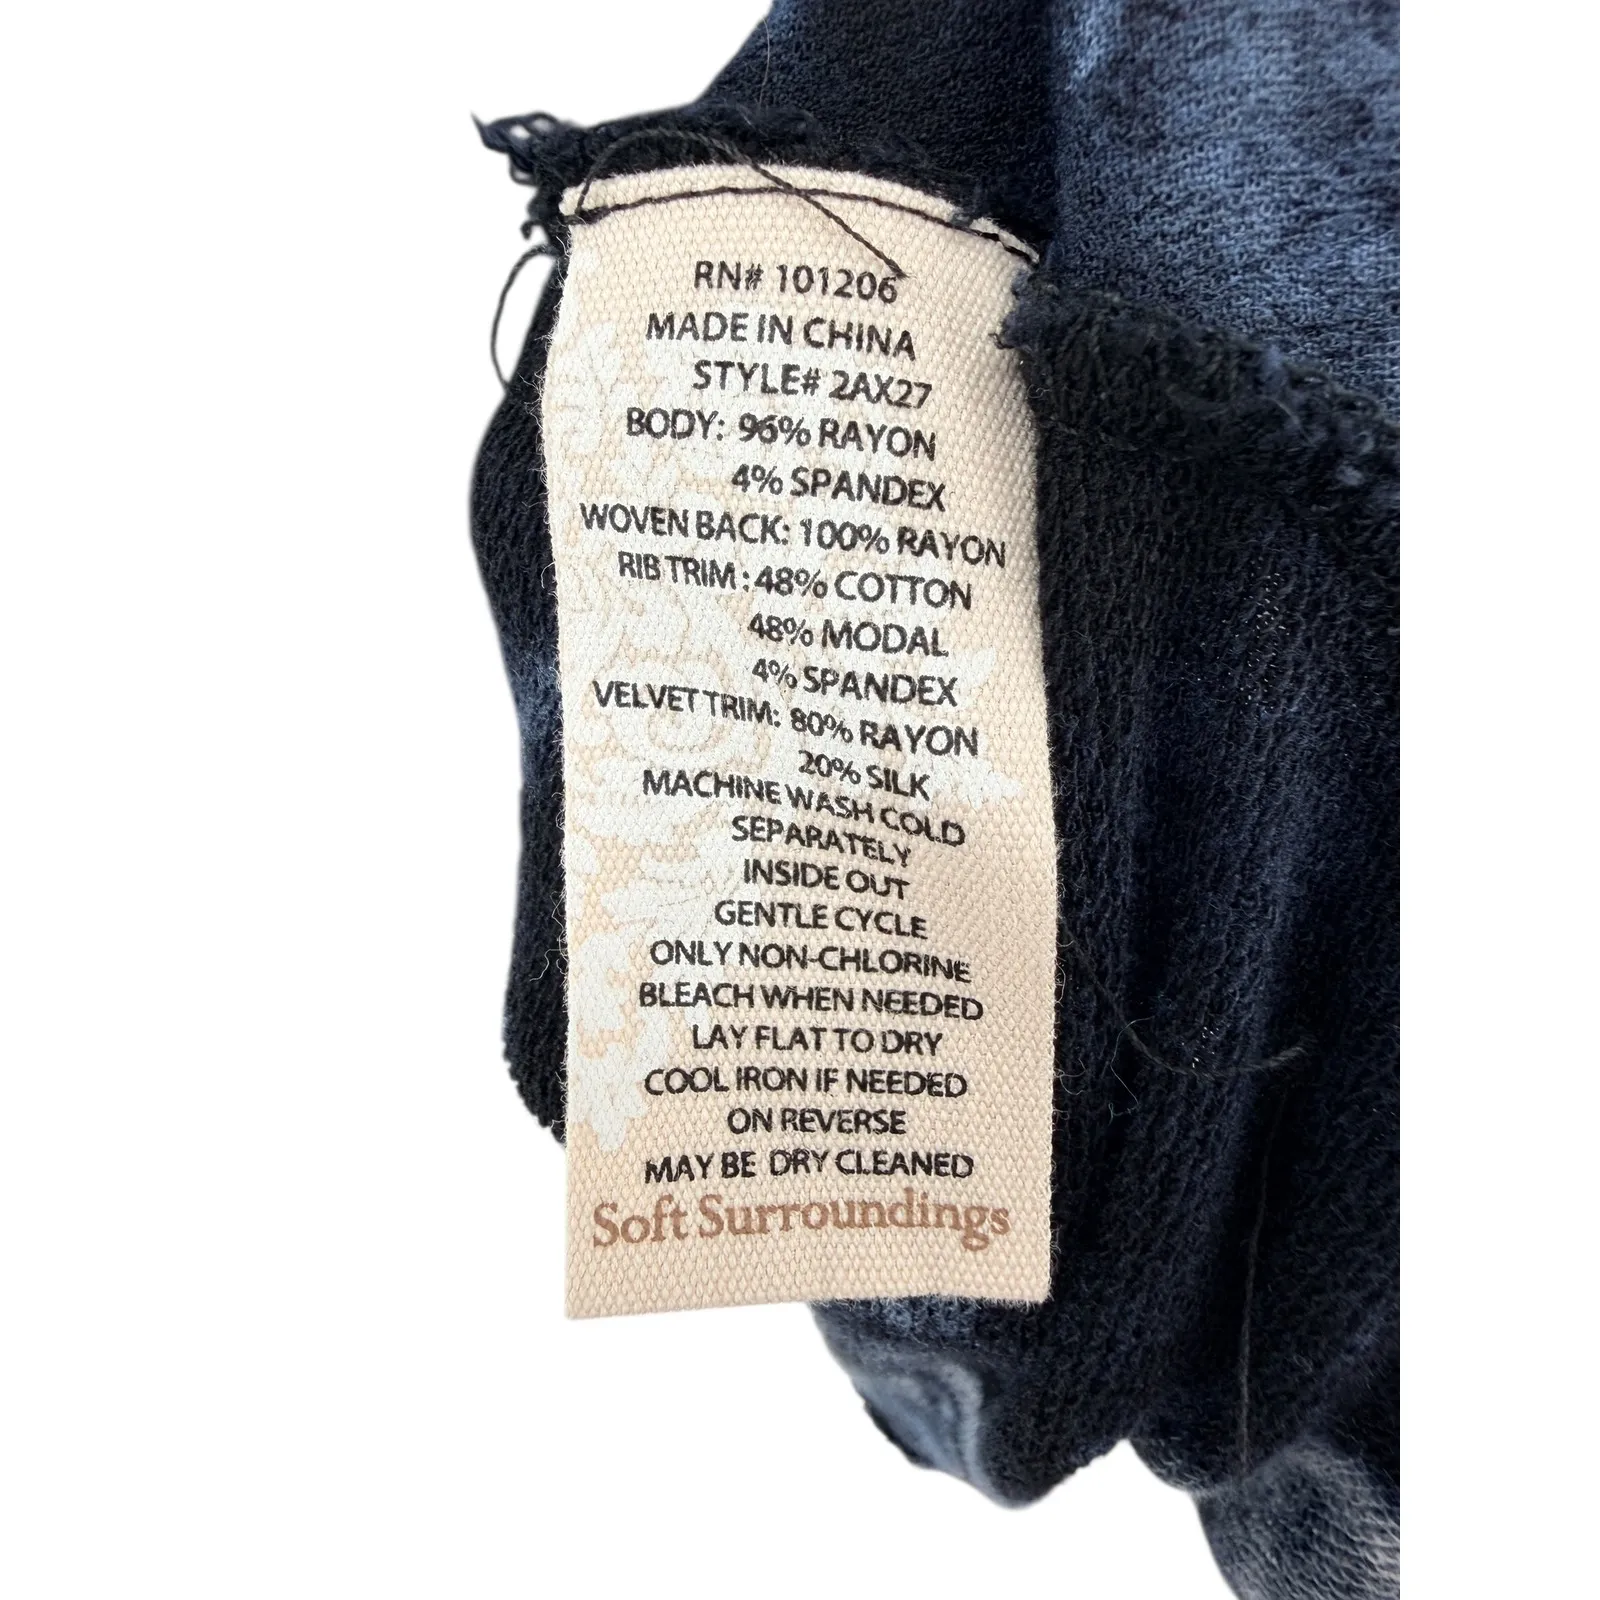 RN# 101206
MADE IN CHINA
STYLE# 2AX27
BODY: 96% RAYON
4% SPANDEX
WOVEN BACK: 100% RAYON
RIB TRIM : 48% COTTON
48% MODAL
4% SPANDEX
VELVET TRIM: 80% RAYON
20% SILK
MACHINE WASH COLD
SEPARATELY
INSIDE OUT
GENTLE CYCLE
ONLY NON-CHLORINE
BLEACH WHEN NEEDED
LAY FLAT TO DRY
COOL IRON IF NEEDED
ON REVERSE
MAY BE DRY CLEANED
Soft Surroundings